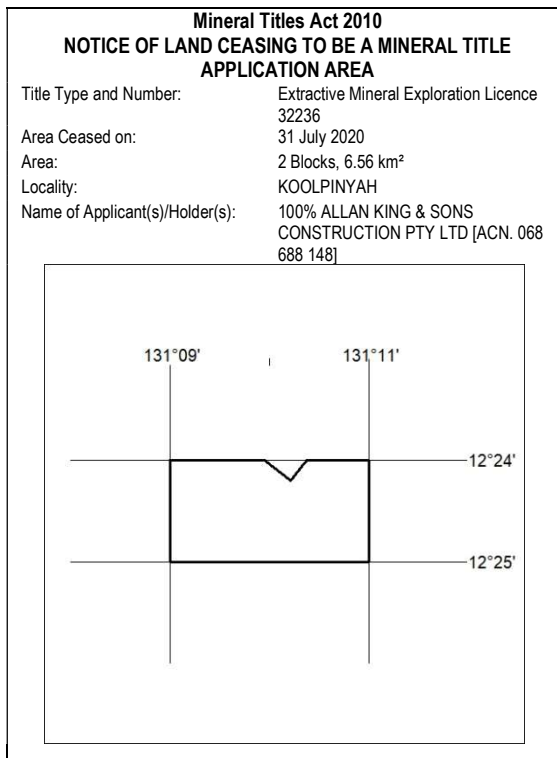 Mineral Titles Act 2010
NOTICE OF LAND CEASING TO BE A MINERAL TITLE
APPLICATION AREA
Title Type and Number: Extractive Mineral Exploration Licence
32236
Area Ceased on: 31 July 2020
Area: 2 Blocks, 6.56 km²
Locality: KOOLPINYAH
Name of Applicant(s)/Holder(s): 100% ALLAN KING & SONS
CONSTRUCTION PTY LTD [ACN. 068
688 148]
131°09' 131°11'
12°24'
12°25'